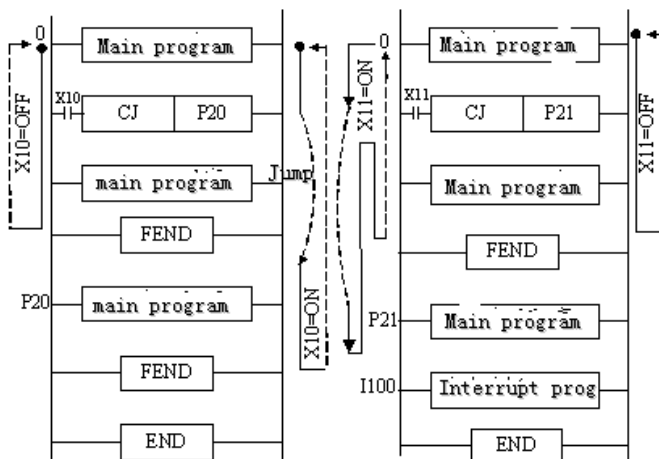 0
Main program
X10
CJ
P20
X10=OFF
main program
Jump
FEND
P20
main program
X10=ON
FEND
END
0
Main program
X11=ON
X11
CJ
P21
X11=OFF
Main program
FEND
P21
Main program
I100
Interrupt prog
END